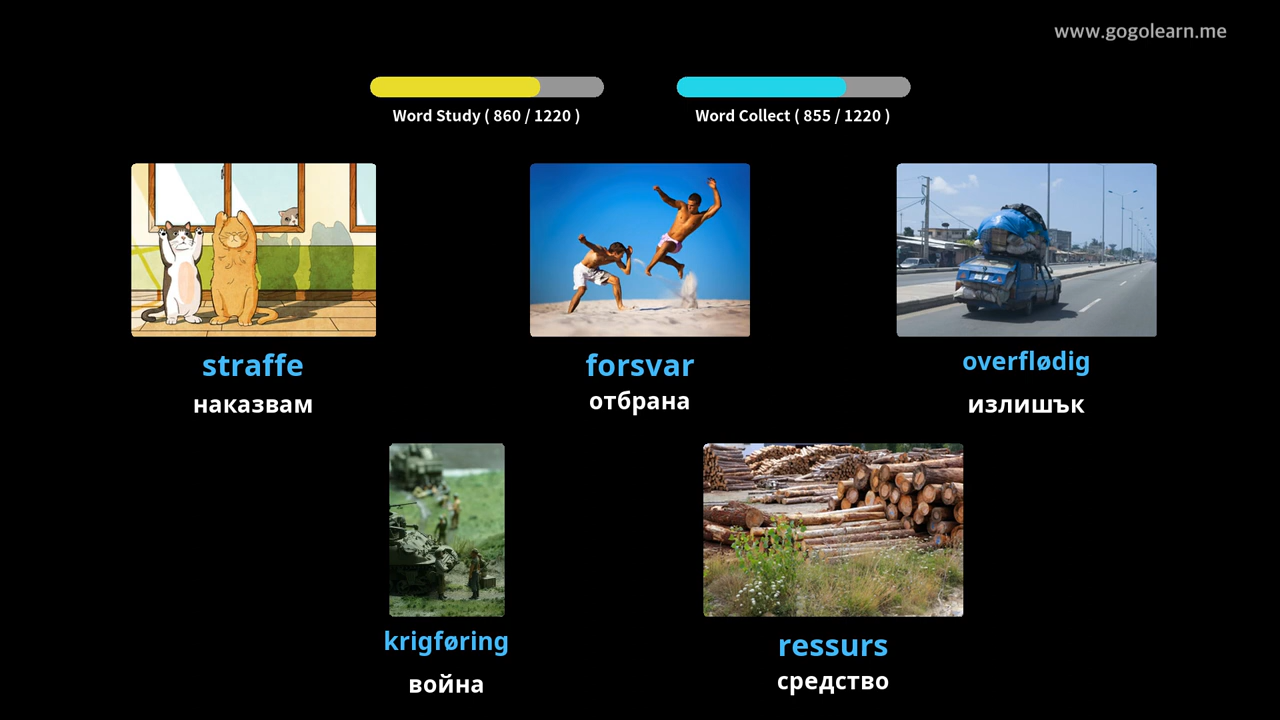 www.gogolearn.me
Word Study ( 860 / 1220 )
Word Collect ( 855 / 1220 )
straffe
наказвам
forsvar
отбрана
overflødig
излишък
krigføring
война
ressurs
средство